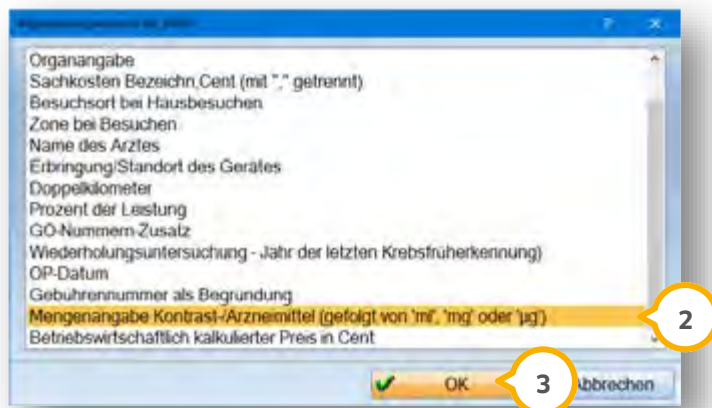 ? ×
Organangabe
Sachkosten Bezeichn,Cent (mit "," getrennt)
Besuchsort bei Hausbesuchen
Zone bei Besuchen
Name des Arztes
Erbringung/Standort des Gerätes
Doppelkilometer
Prozent der Leistung
GO-Nummern-Zusatz
Wiederholungsuntersuchung - Jahr der letzten Krebsfrüherkennung)
OP-Datum
Gebührennummer als Begründung
Mengenangabe Kontrast-/Arzneimittel (gefolgt von 'ml', 'mg' oder 'µg')
2
Betriebswirtschaftlich kalkulierter Preis in Cent
OK 3 Abbrechen